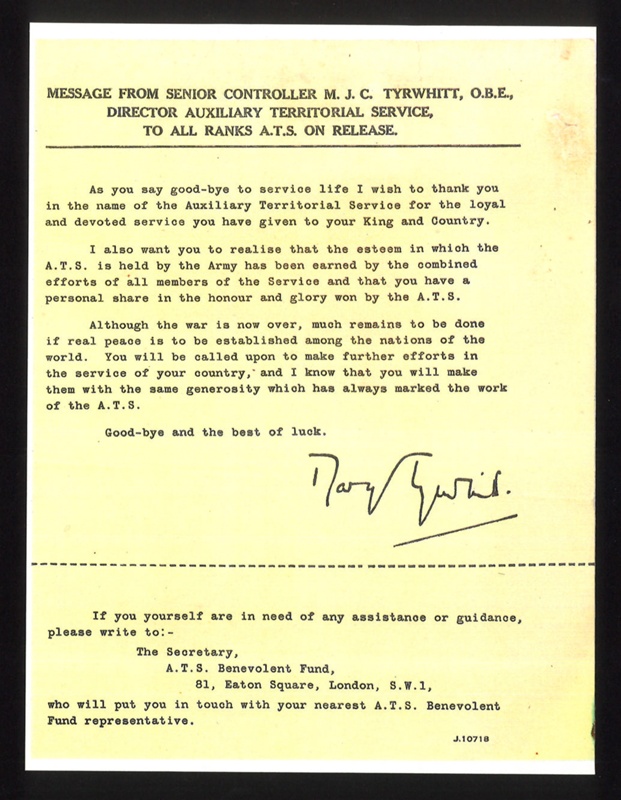 MESSAGE FROM SENIOR CONTROLLER M. J. C. TYRWHITT, O.B.E.,
DIRECTOR AUXILIARY TERRITORIAL SERVICE,
TO ALL RANKS A.T.S. ON RELEASE.
As you say good-bye to service life I wish to thank you
in the name of the Auxiliary Territorial Service for the loyal
and devoted service you have given to your King and Country.
I also want you to realise that the esteem in which the
A.T.S. is held by the Army has been earned by the combined
efforts of all members of the Service and that you have a
personal share in the honour and glory won by the A.T.S.
Although the war is now over, much remains to be done
if real peace is to be established among the nations of the
world. You will be called upon to make further efforts in
the service of your country, and I know that you will make
them with the same generosity which has always marked the work
of the A.T.S.
Good-bye and the best of luck.
Mary Tyrwhitt.
If you yourself are in need of any assistance or guidance,
please write to:-
The Secretary,
A.T.S. Benevolent Fund,
81, Eaton Square, London, S.W.1,
who will put you in touch with your nearest A.T.S. Benevolent
Fund representative.
J.10718